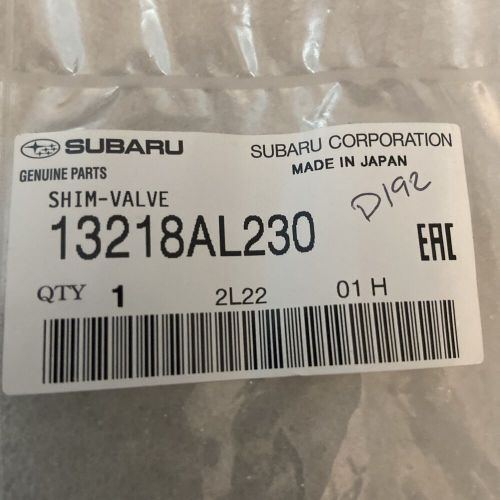 SUBARU SUBARU CORPORATION
GENUINE PARTS MADE IN JAPAN
SHIM-VALVE
D192
13218AL230 EAC
QTY 1 2L22 01 H